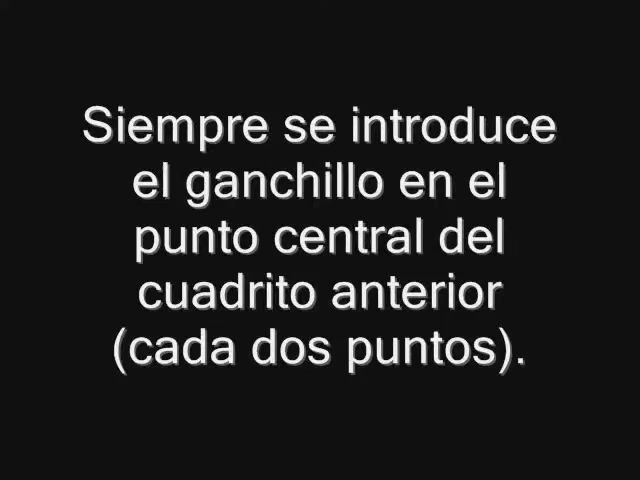 Siempre se introduce
el ganchillo en el
punto central del
cuadrito anterior
(cada dos puntos).